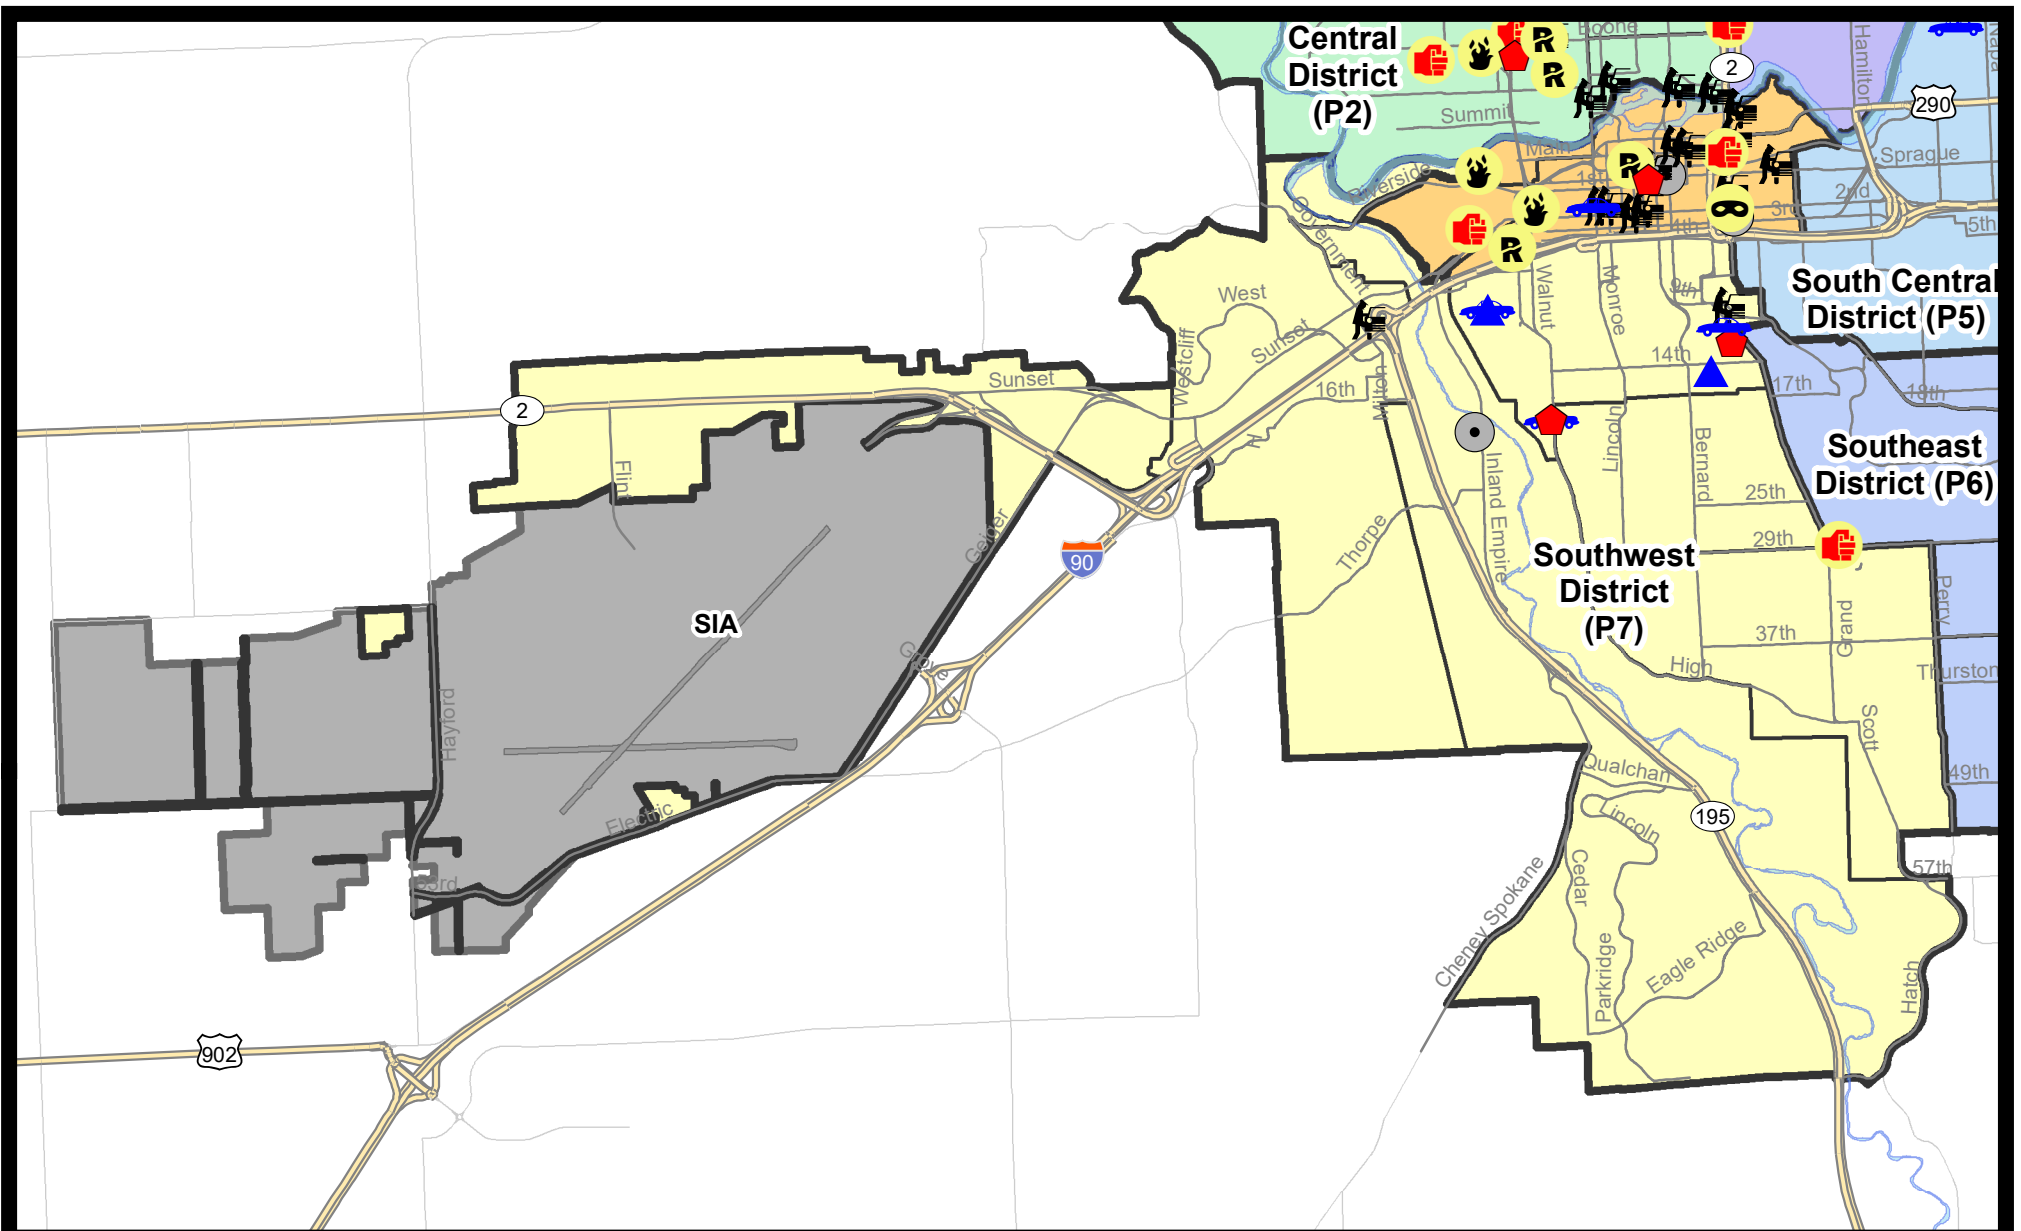 Central
District
(P2)
Boone
Hamilton
Napa
2
290
Summit
Main
Sprague
Riverside
1st
2nd
3rd
4th
5th
Government
Walnut
Monroe
9th
South Central
District (P5)
West
Sunset
Westcliff
14th
16th
17th
18th
Milton
Sunset
2
Lincoln
Bernard
Southeast
District (P6)
Flint
Inland Empire
25th
29th
Geiger
90
Thorpe
Southwest
District
(P7)
Perry
Grand
SIA
37th
High
Thurston
Grove
Hayford
Scott
Qualchan
49th
195
Lincoln
Electric
Cedar
57th
53rd
Cheney Spokane
Parkridge
Eagle Ridge
Hatch
902